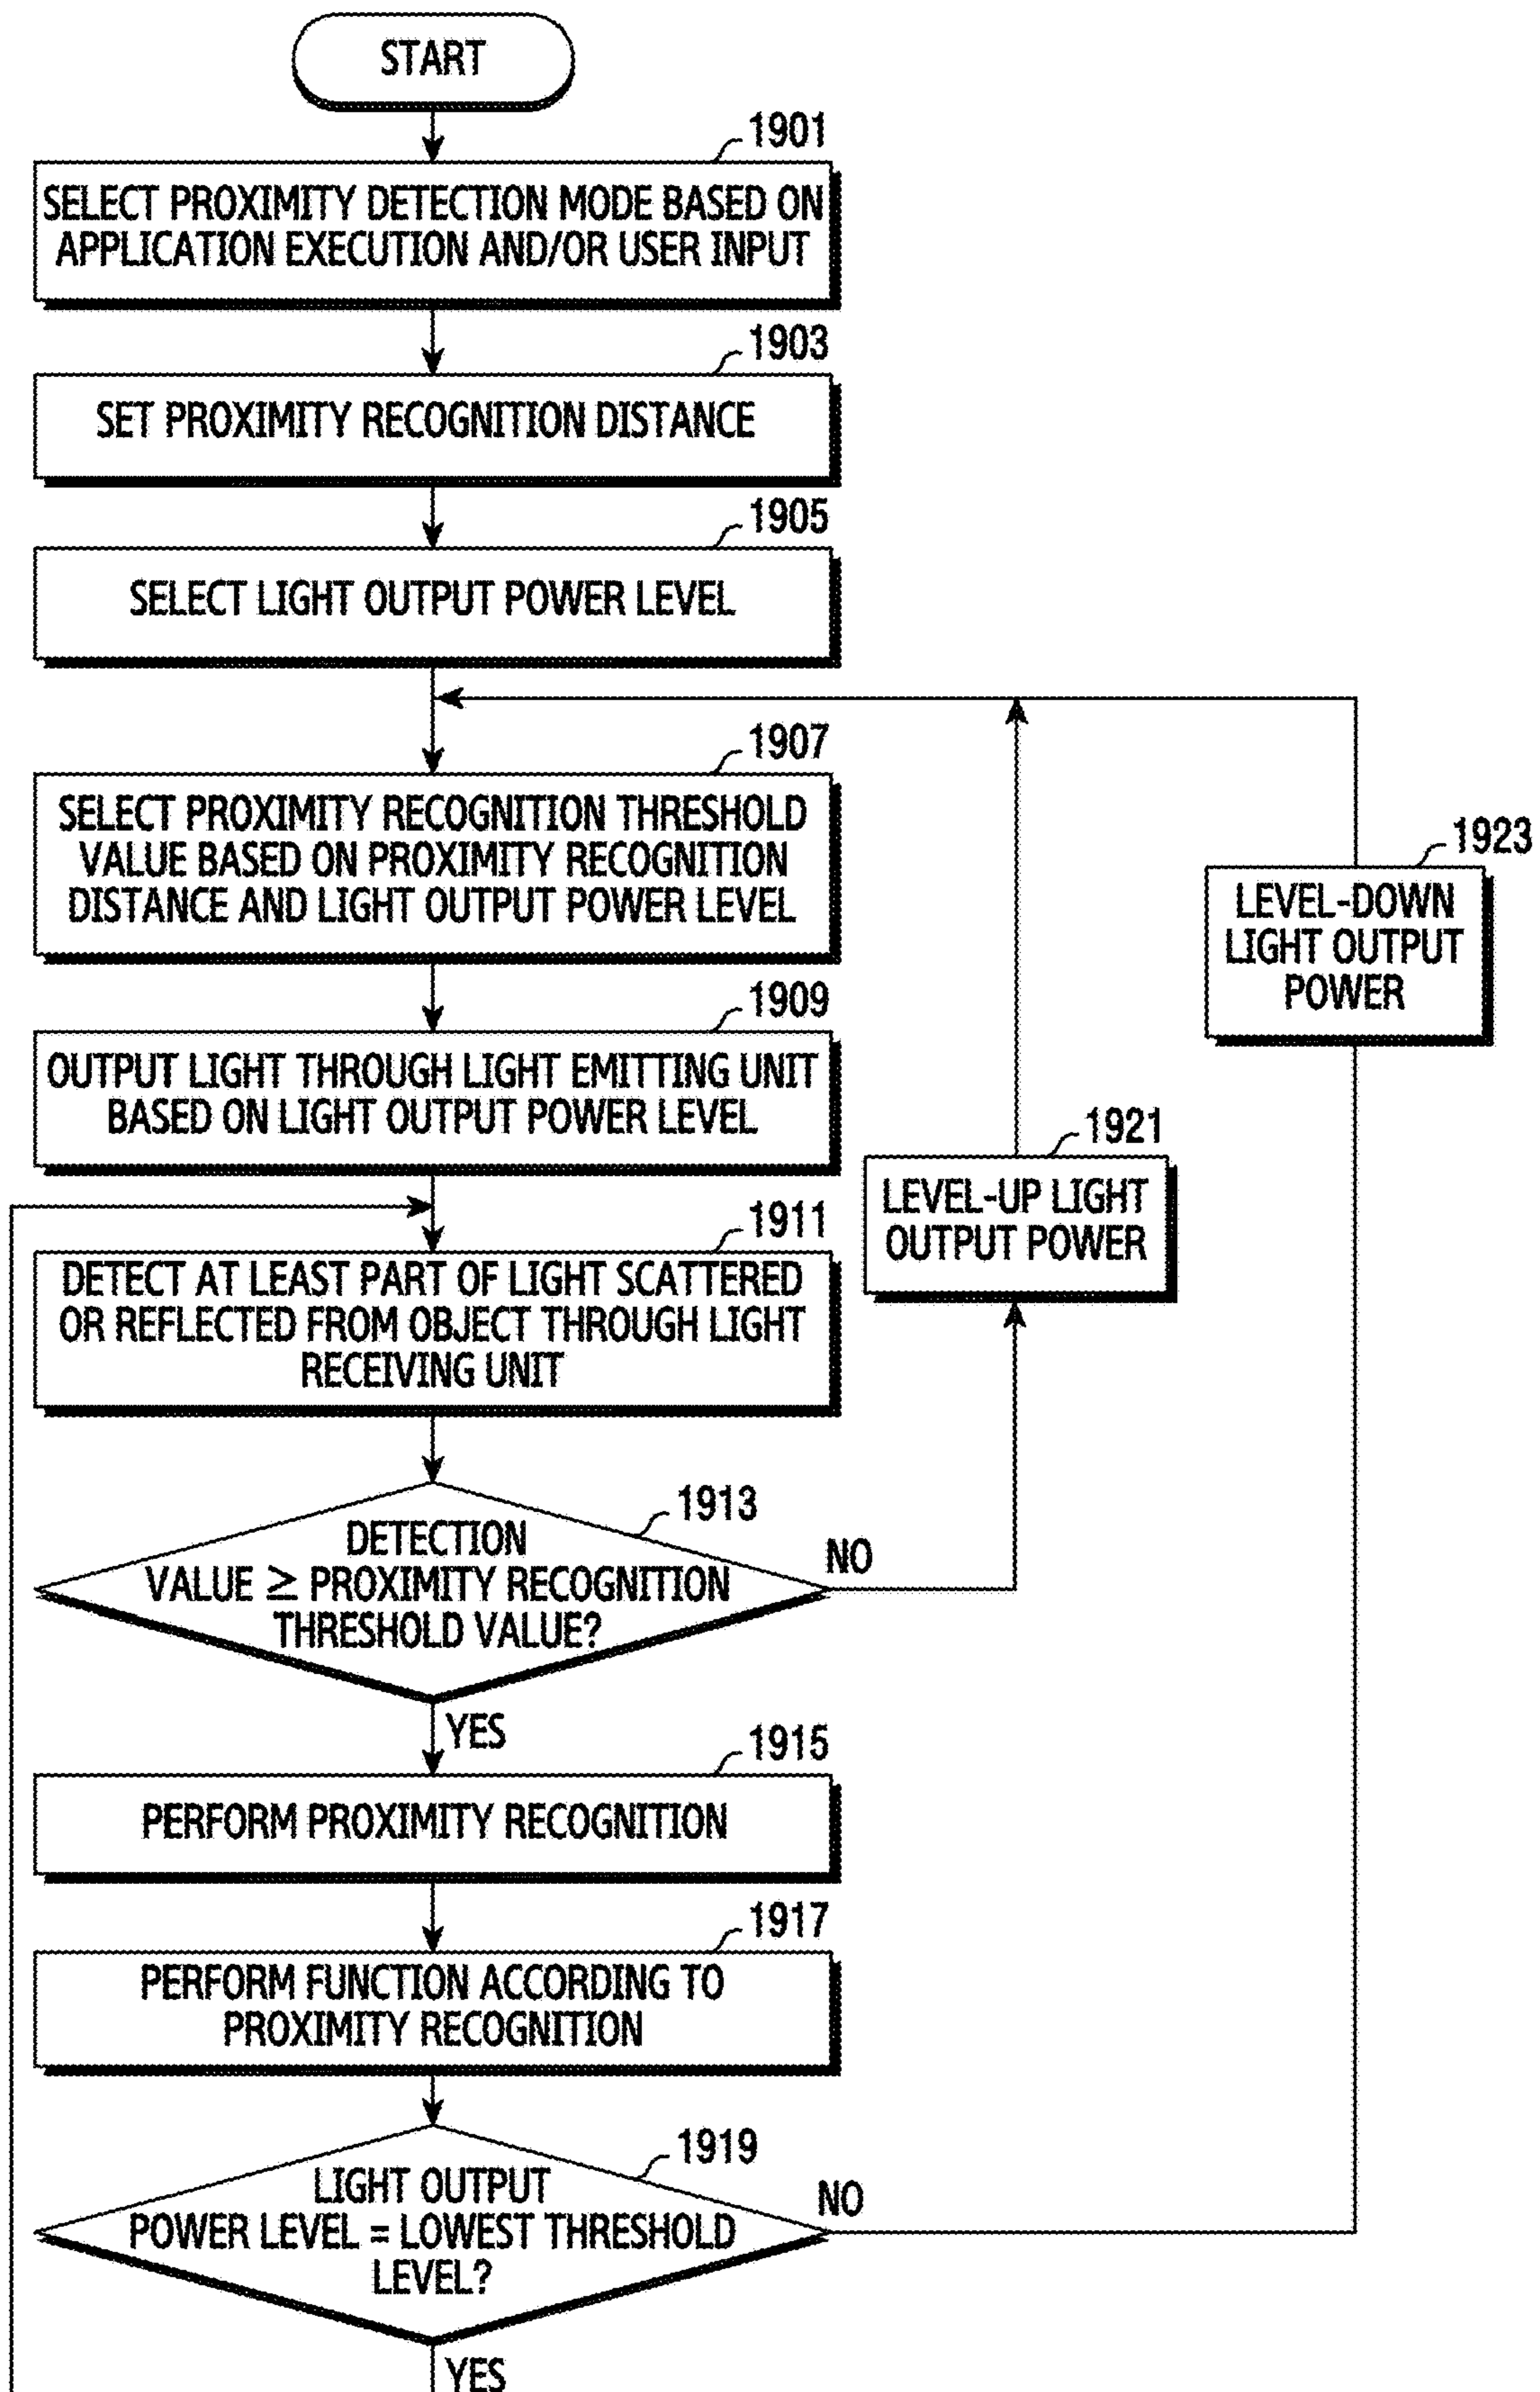 START
1901
SELECT PROXIMITY DETECTION MODE BASED ON
APPLICATION EXECUTION AND/OR USER INPUT
1903
SET PROXIMITY RECOGNITION DISTANCE
1905
SELECT LIGHT OUTPUT POWER LEVEL
1907
SELECT PROXIMITY RECOGNITION THRESHOLD
VALUE BASED ON PROXIMITY RECOGNITION
DISTANCE AND LIGHT OUTPUT POWER LEVEL
1923
LEVEL-DOWN
LIGHT OUTPUT
POWER
1909
OUTPUT LIGHT THROUGH LIGHT EMITTING UNIT
BASED ON LIGHT OUTPUT POWER LEVEL
1921
LEVEL-UP LIGHT
OUTPUT POWER
1911
DETECT AT LEAST PART OF LIGHT SCATTERED
OR REFLECTED FROM OBJECT THROUGH LIGHT
RECEIVING UNIT
1913
DETECTION
VALUE ≥ PROXIMITY RECOGNITION
THRESHOLD VALUE?
NO
YES
1915
PERFORM PROXIMITY RECOGNITION
1917
PERFORM FUNCTION ACCORDING TO
PROXIMITY RECOGNITION
1919
LIGHT OUTPUT
POWER LEVEL = LOWEST THRESHOLD
LEVEL?
NO
YES